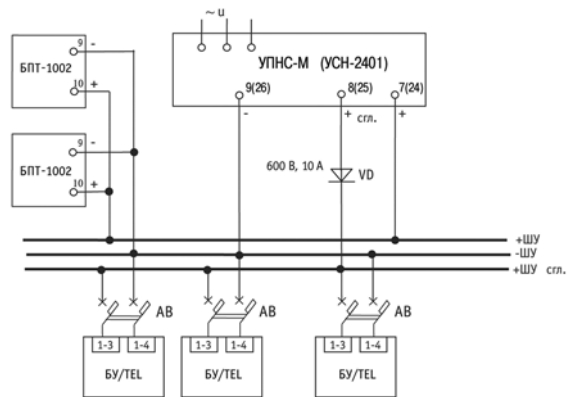 ~ u
9 -
БПТ-1002
10 +
УПНС-М (УСН-2401)
9(26) 8(25) 7(24)
- + сгл. +
9 -
БПТ-1002
10 +
600 В, 10 А VD
+ШУ
-ШУ
+ШУ сгл.
АВ АВ АВ
1-3 1-4 1-3 1-4 1-3 1-4
БУ/TEL БУ/TEL БУ/TEL